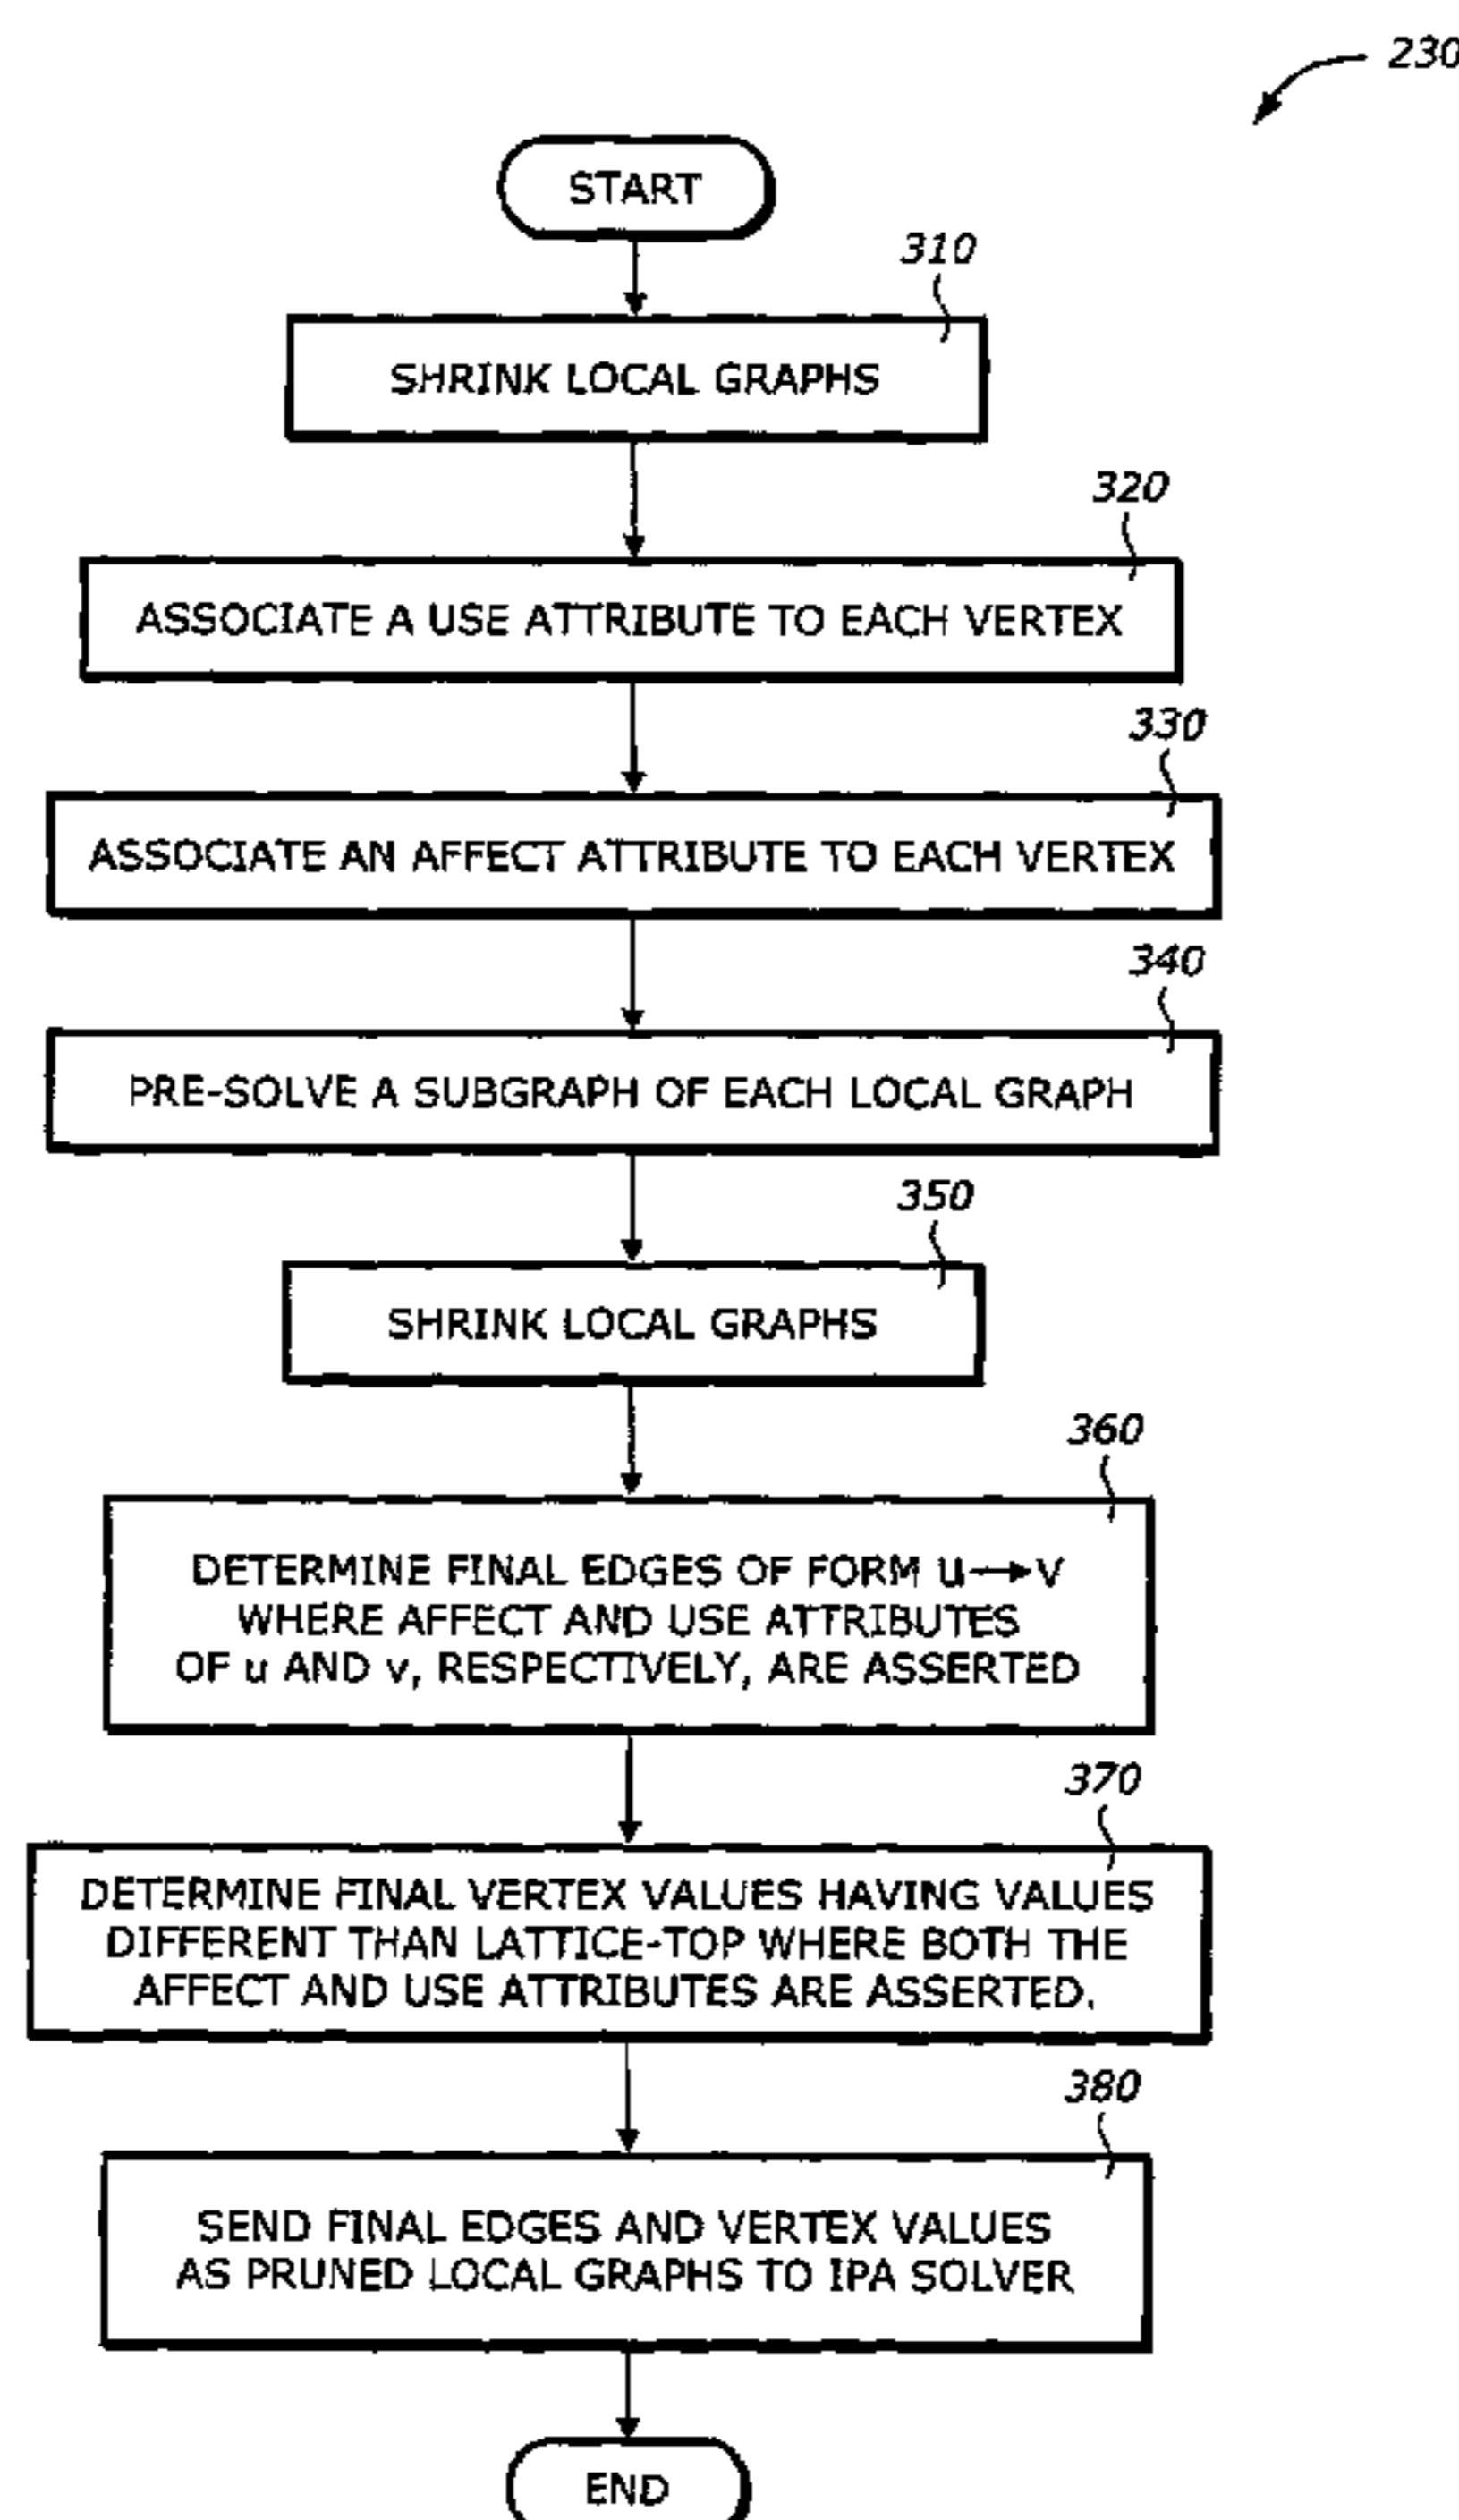 230
START
310
SHRINK LOCAL GRAPHS
320
ASSOCIATE A USE ATTRIBUTE TO EACH VERTEX
330
ASSOCIATE AN AFFECT ATTRIBUTE TO EACH VERTEX
340
PRE-SOLVE A SUBGRAPH OF EACH LOCAL GRAPH
350
SHRINK LOCAL GRAPHS
360
DETERMINE FINAL EDGES OF FORM u→v
WHERE AFFECT AND USE ATTRIBUTES
OF u AND v, RESPECTIVELY, ARE ASSERTED
370
DETERMINE FINAL VERTEX VALUES HAVING VALUES
DIFFERENT THAN LATTICE-TOP WHERE BOTH THE
AFFECT AND USE ATTRIBUTES ARE ASSERTED.
380
SEND FINAL EDGES AND VERTEX VALUES
AS PRUNED LOCAL GRAPHS TO IPA SOLVER
END